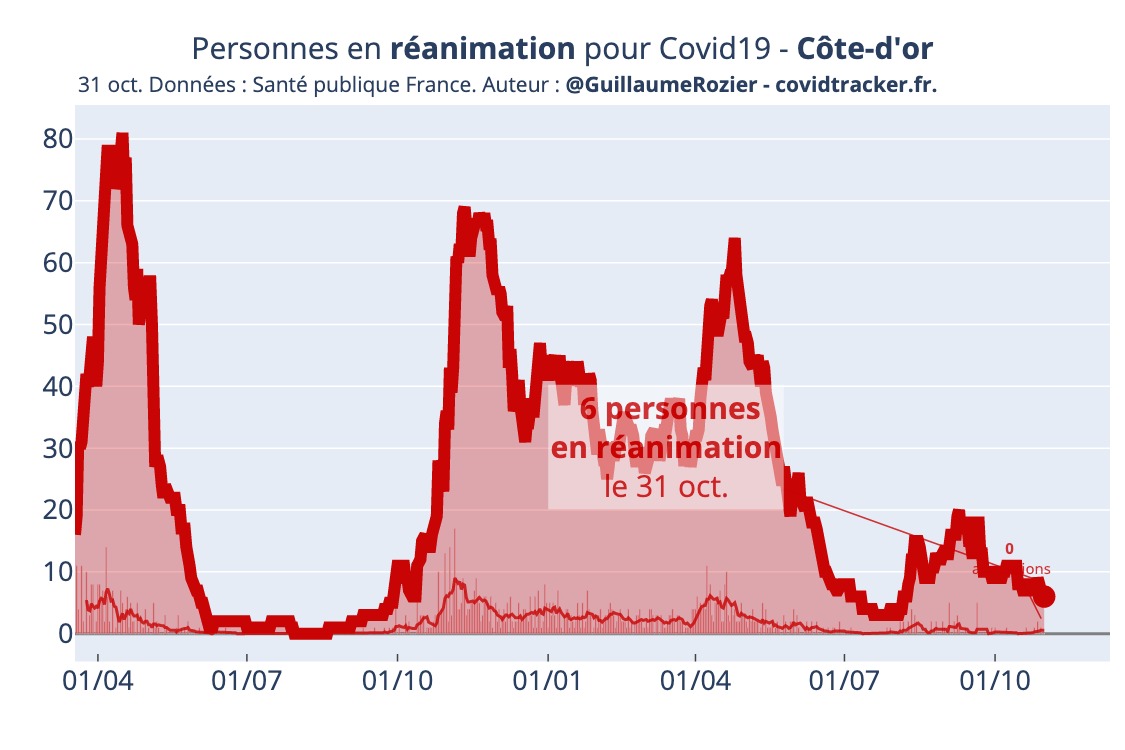 Personnes en réanimation pour Covid19 - Côte-d'or
31 oct. Données : Santé publique France. Auteur : @GuillaumeRozier - covidtracker.fr.
80
70
60
50
40
30
20
10
0
6 personnes
en réanimation
le 31 oct.
0
01/04 01/07 01/10 01/01 01/04 01/07 01/10